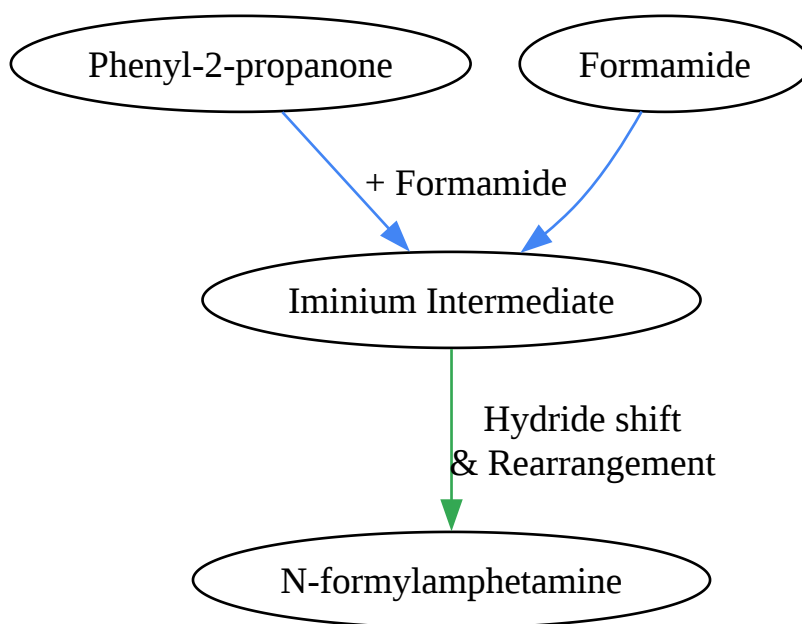 Phenyl-2-propanone
Formamide
+ Formamide
Iminium Intermediate
Hydride shift
& Rearrangement
N-formylamphetamine